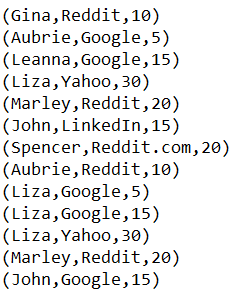 (Gina,Reddit,10)
(Aubrie,Google,5)
(Leanna,Google,15)
(Liza,Yahoo,30)
(Marley,Reddit,20)
(John,LinkedIn,15)
(Spencer,Reddit.com,20)
(Aubrie,Reddit,10)
(Liza,Google,5)
(Liza,Google,15)
(Liza,Yahoo,30)
(Marley,Reddit,20)
(John,Google,15)